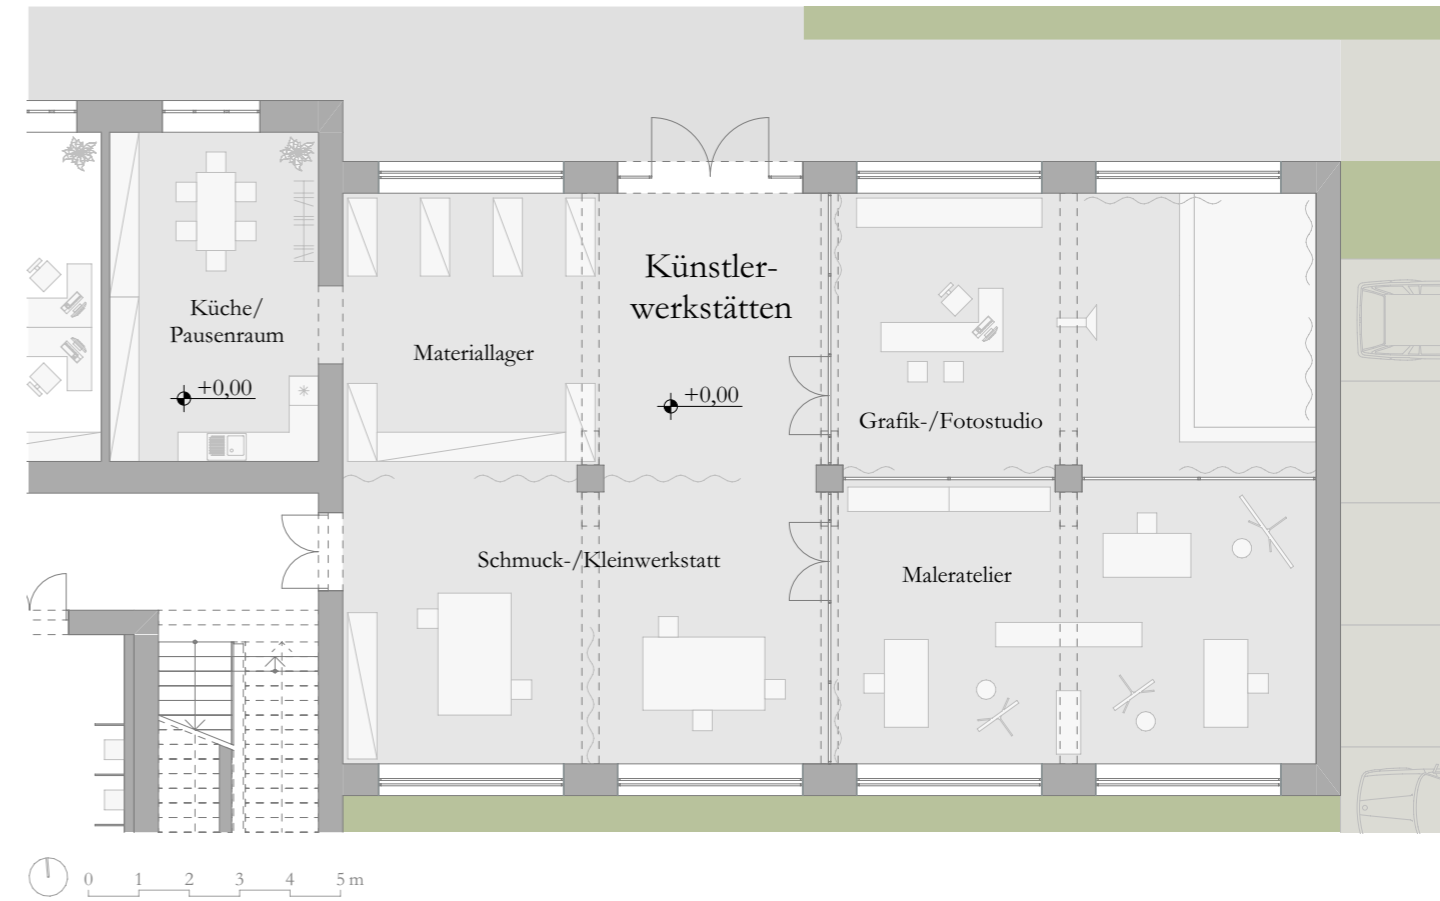 Künstler-
werkstätten
Küche/
Pausenraum
Materiallager
+0,00
+0,00
Grafik-/Fotostudio
Schmuck-/Kleinwerkstatt
Maleratelier
0 1 2 3 4 5 m